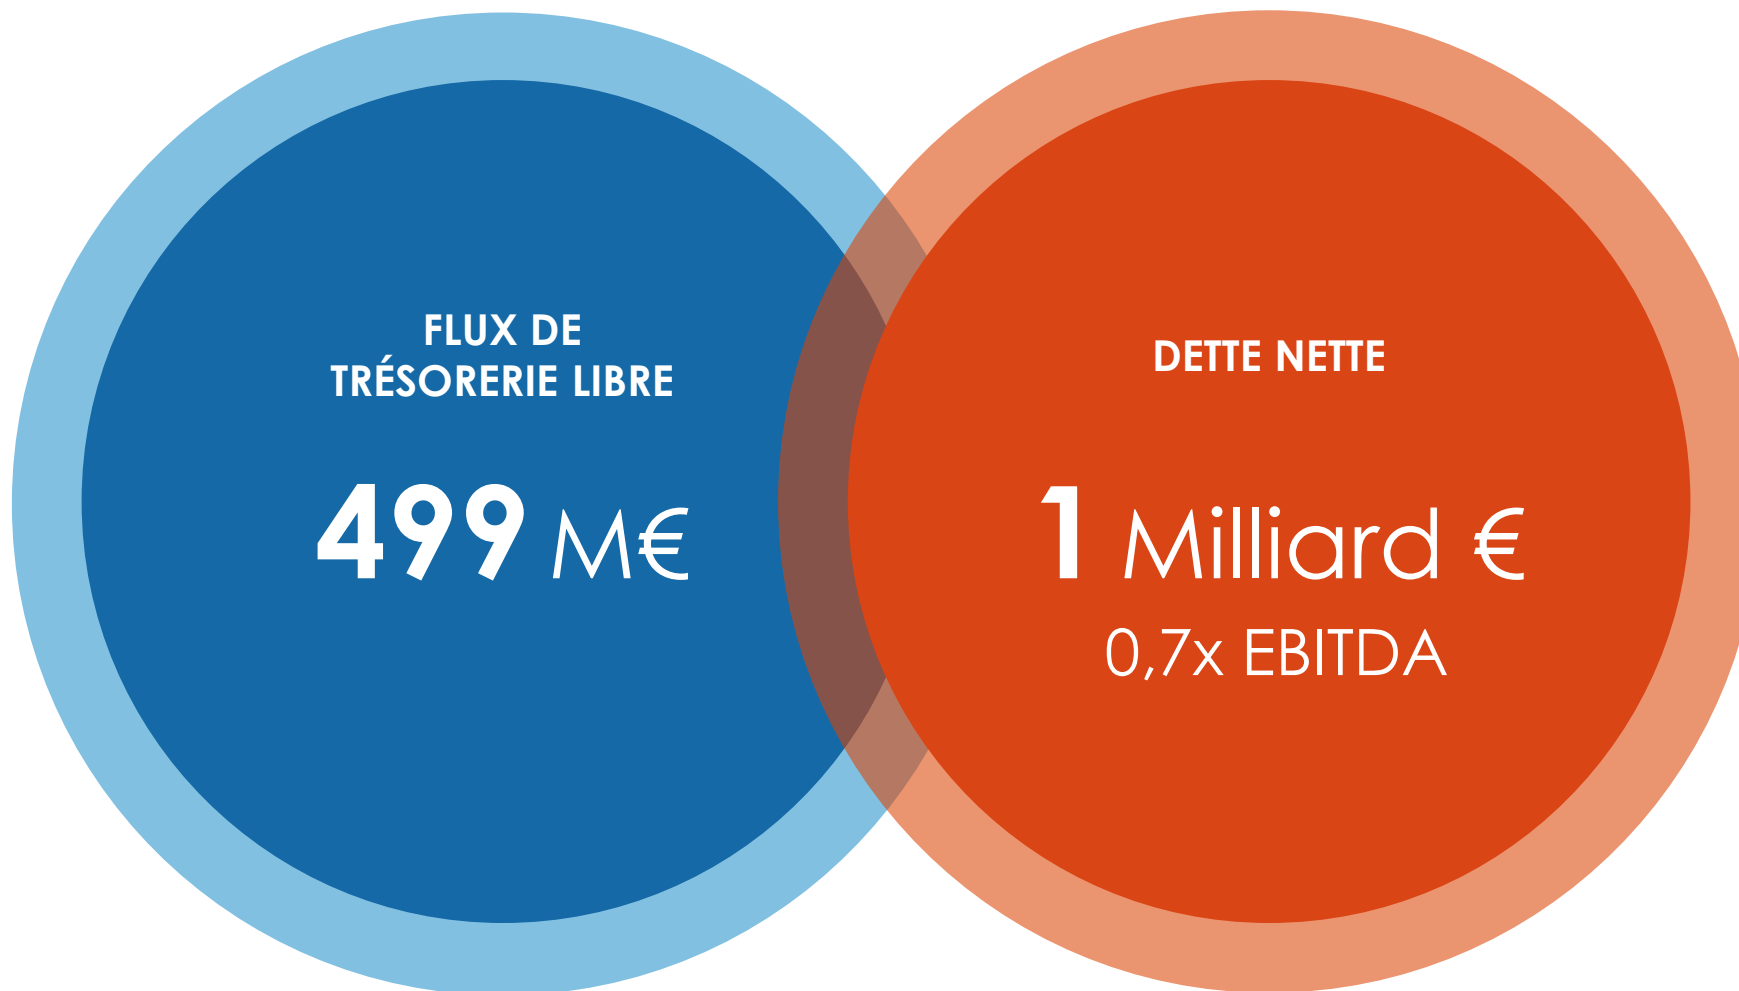 FLUX DE
TRÉSORERIE LIBRE
499 M€
DETTE NETTE
1 Milliard €
0,7x EBITDA